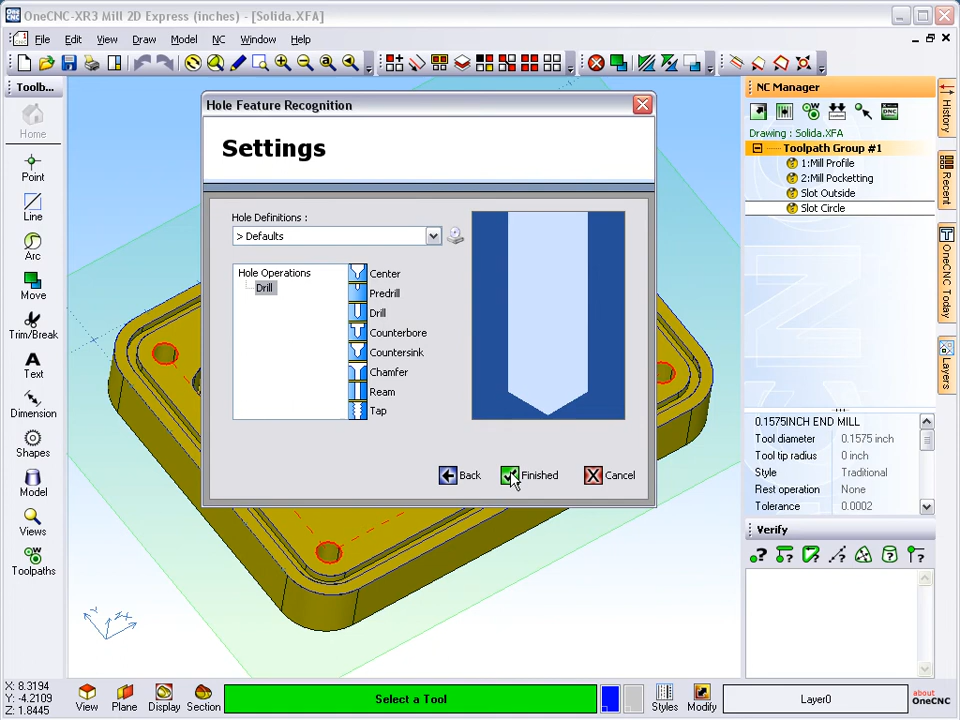 OneCNC-XR3 Mill 2D Express (inches) - [Solida.XFA]
File Edit View Draw Model NC Window Help
Toolb...
Home
Point
Line
Arc
Move
Trim/Break
A
Text
Dimension
Shapes
Model
Views
Toolpaths
Hole Feature Recognition
Settings
Hole Definitions :
> Defaults
Hole Operations
Drill
Center
Predrill
Drill
Counterbore
Countersink
Chamfer
Ream
Tap
Back Finished Cancel
NC Manager
Drawing : Solida.XFA
Toolpath Group #1
1:Mill Profile
2:Mill Pocketting
Slot Outside
Slot Circle
0.1575INCH END MILL
Tool diameter 0.1575 inch
Tool tip radius 0 inch
Style Traditional
Rest operation None
Tolerance 0.0002
Verify
History
Recent
OneCNC Today
Layers
X: 8.3194
Y: -4.2109
Z: 1.8445
View Plane Display Section
Select a Tool
Styles Modify
Layer0
about
OneCNC